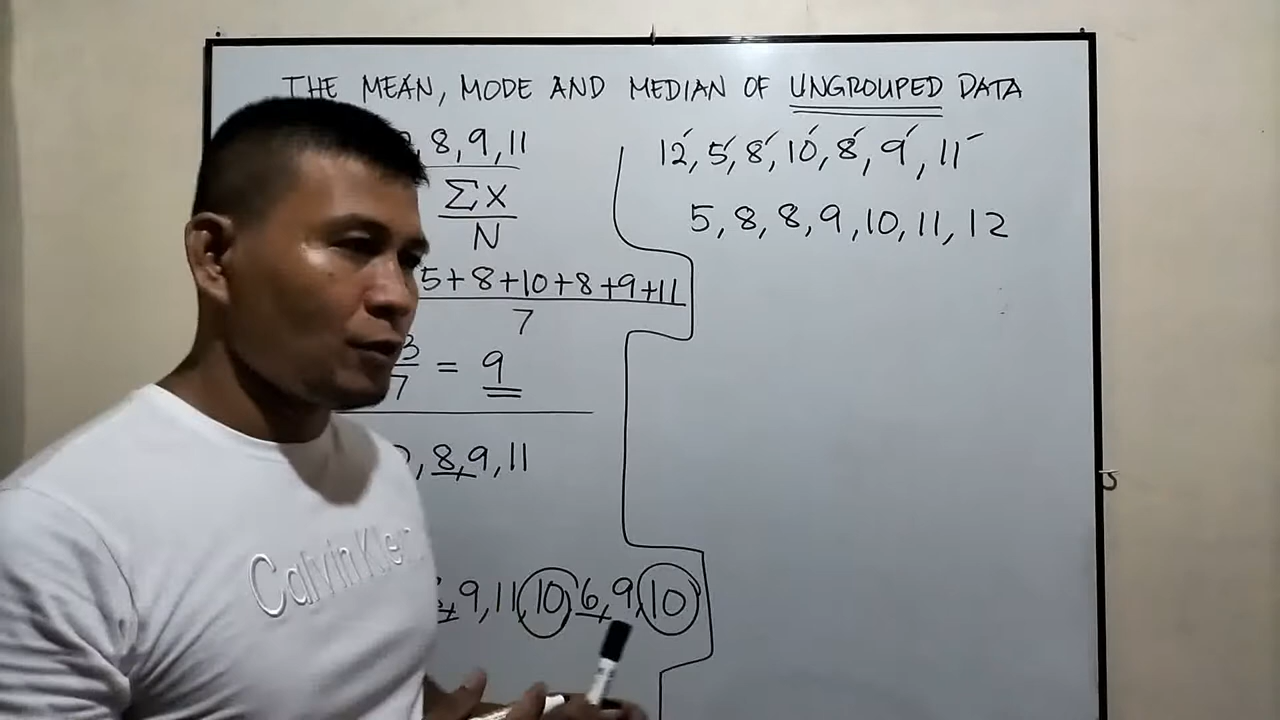 THE MEAN, MODE AND MEDIAN OF UNGROUPED DATA
, 8, 9, 11
ΣX
N
5+8+10+8+9+11
7
3
7 = 9
, 8, 9, 11
, 9, 11, 10, 6, 9, 10
12, 5, 8, 10, 8, 9, 11
5, 8, 8, 9, 10, 11, 12
Calvin Klein